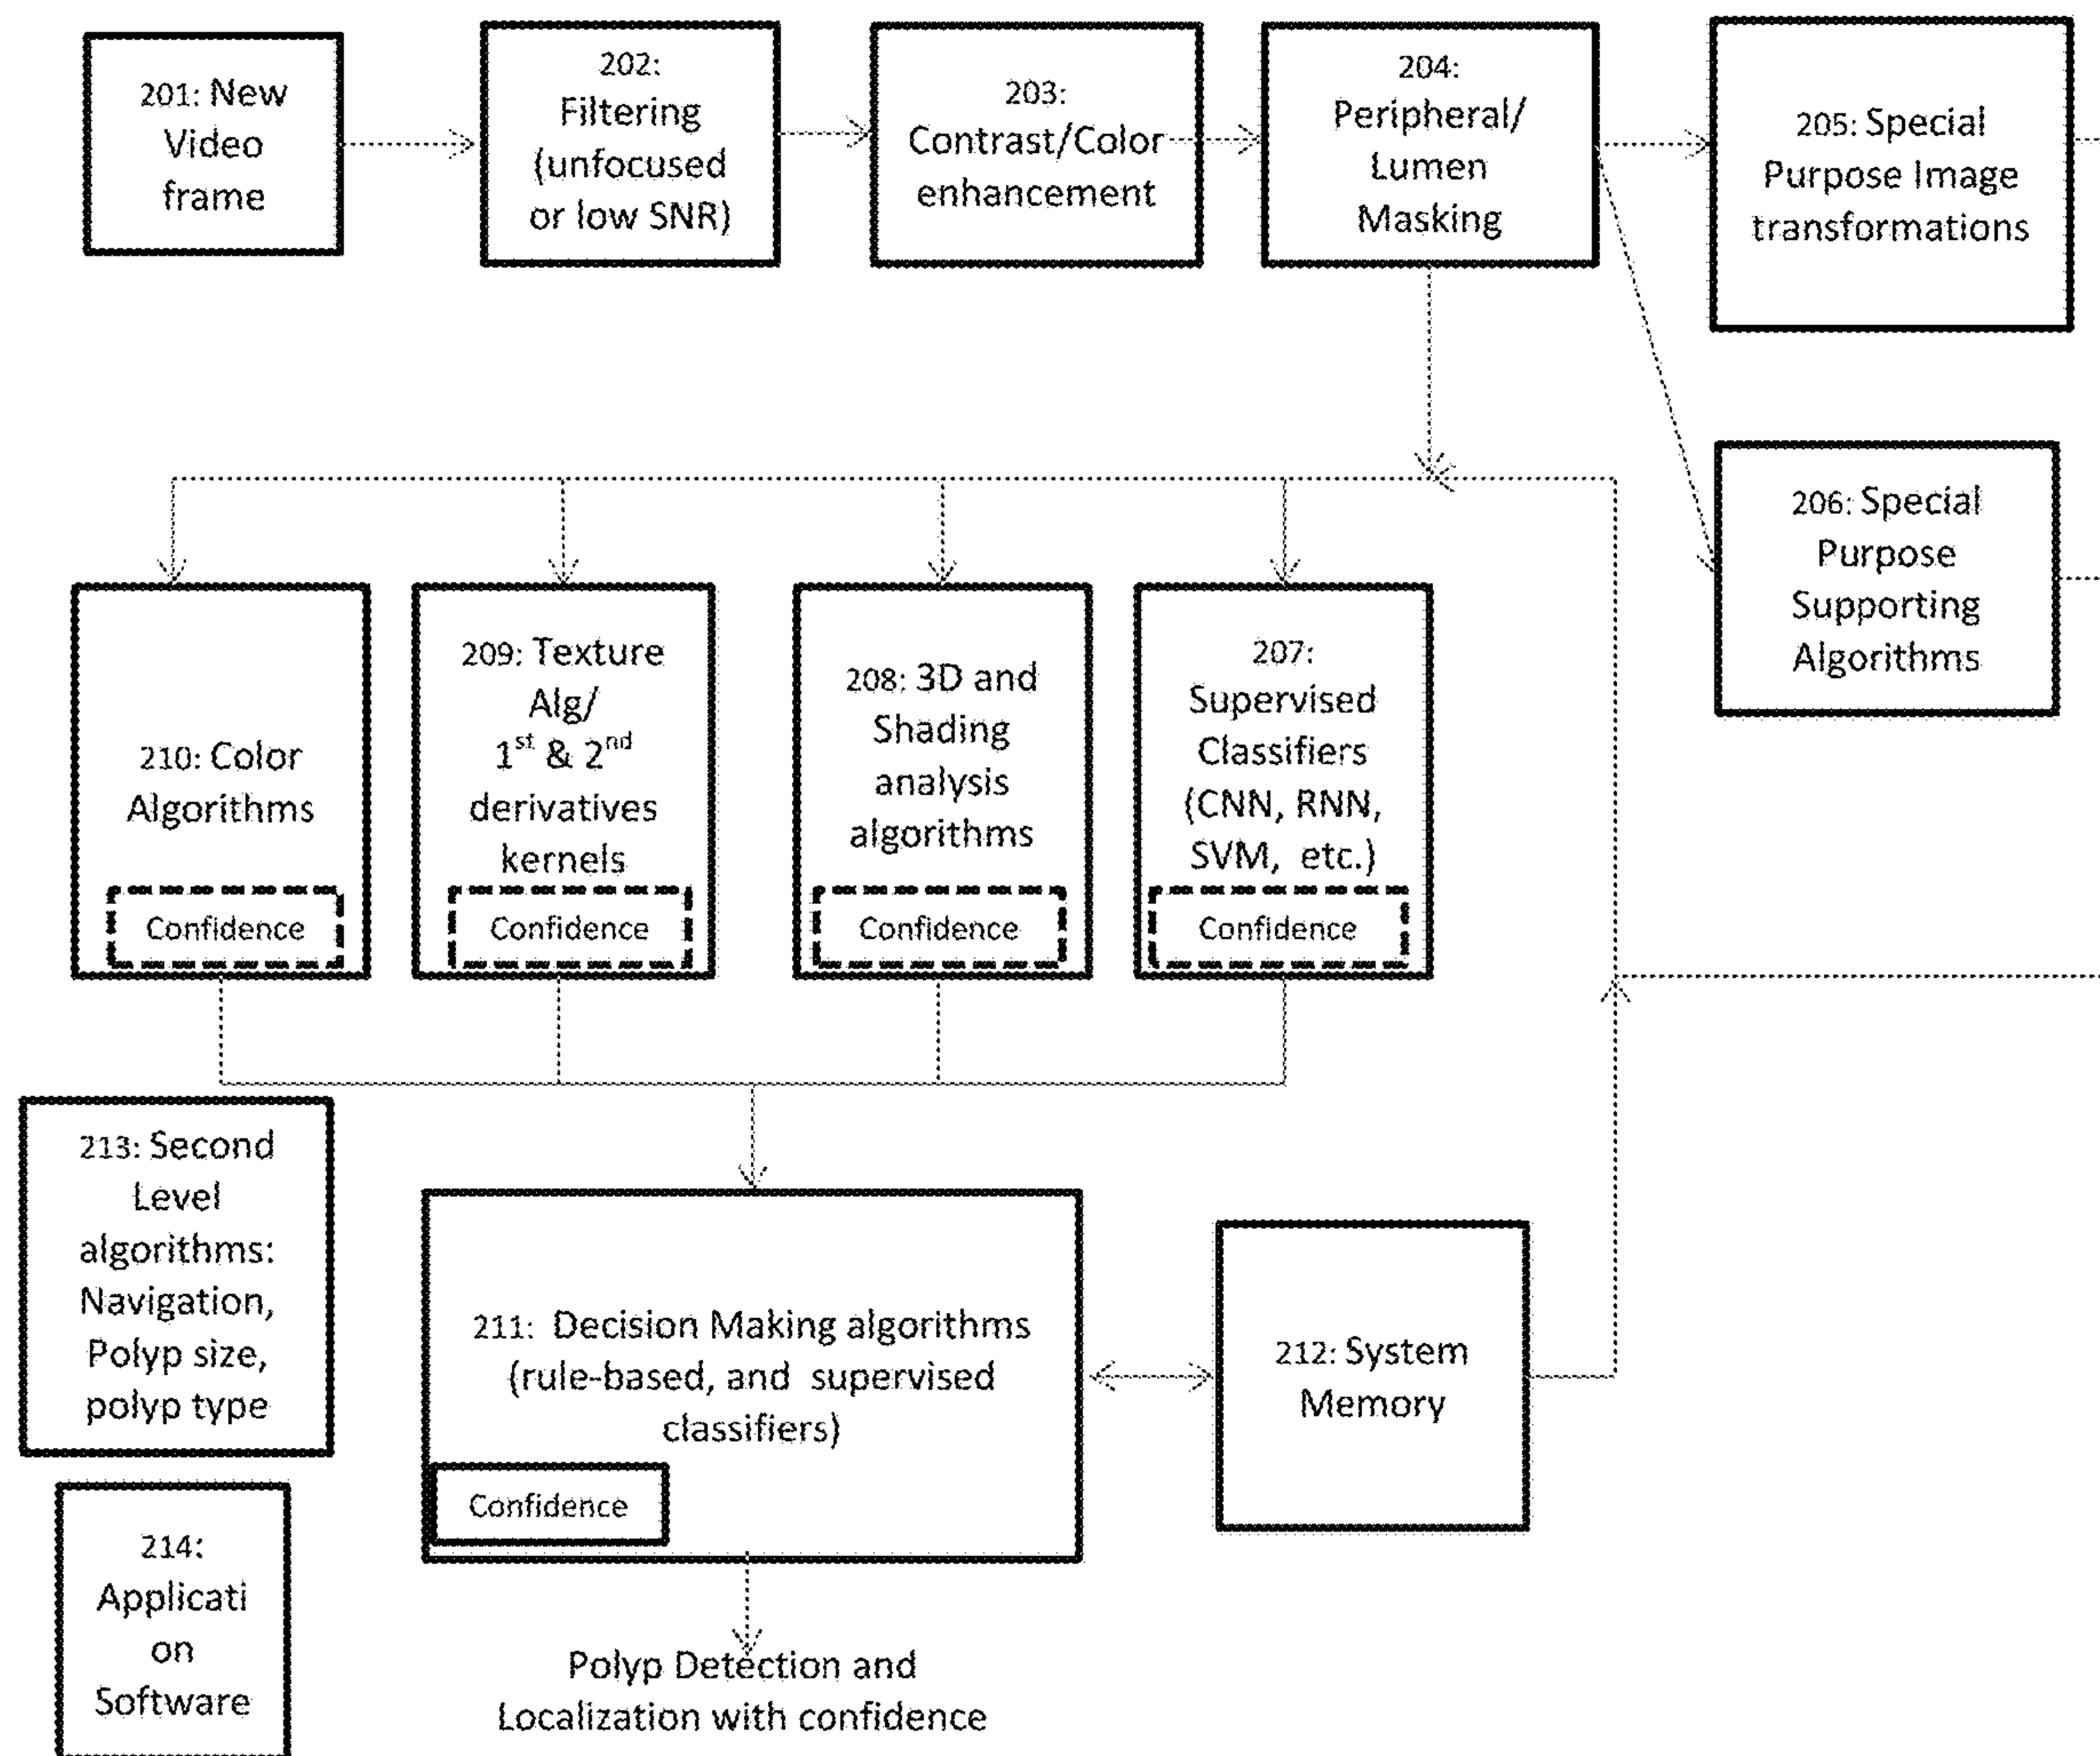 201: New
Video
frame
202:
Filtering
(unfocused
or low SNR)
203:
Contrast/Color
enhancement
204:
Peripheral/
Lumen
Masking
205: Special
Purpose Image
transformations
206: Special
Purpose
Supporting
Algorithms
210: Color
Algorithms
Confidence
209: Texture
Alg/
1st & 2nd
derivatives
kernels
Confidence
208: 3D and
Shading
analysis
algorithms
Confidence
207:
Supervised
Classifiers
(CNN, RNN,
SVM, etc.)
Confidence
213: Second
Level
algorithms:
Navigation,
Polyp size,
polyp type
211: Decision Making algorithms
(rule-based, and supervised
classifiers)
Confidence
212: System
Memory
214:
Applicati
on
Software
Polyp Detection and
Localization with confidence